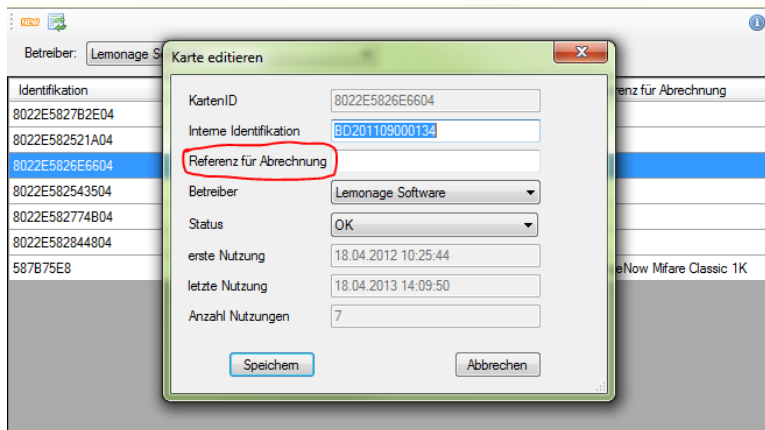 NEW
Betreiber: Lemonage S
Karte editieren
Identifikation
enz für Abrechnung
8022E5827B2E04
8022E582521A04
8022E5826E6604
8022E582543504
8022E582774B04
8022E582844804
587B75E8
eNow Mifare Classic 1K
KartenID 8022E5826E6604
Interne Identifikation BD201109000134
Referenz für Abrechnung
Betreiber Lemonage Software
Status OK
erste Nutzung 18.04.2012 10:25:44
letzte Nutzung 18.04.2013 14:09:50
Anzahl Nutzungen 7
Speichern Abbrechen